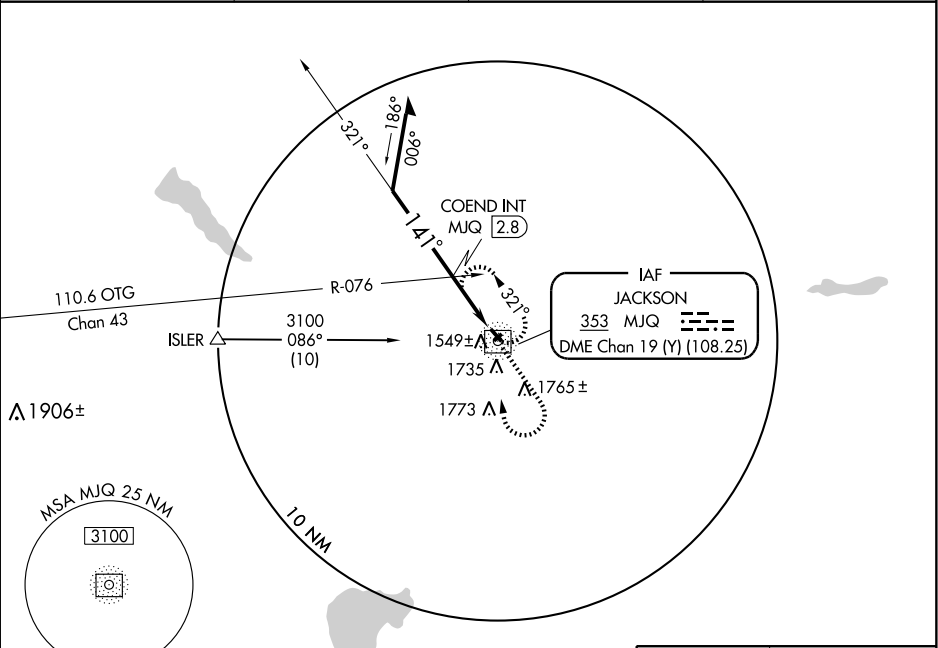 186°
006°
321°
COEND INT
MJQ 2.8
141°
321°
IAF
JACKSON
353 MJQ
DME Chan 19 (Y) (108.25)
110.6 OTG
Chan 43
R-076
ISLER
3100
086°
(10)
1549±
1735
1765±
1773
1906±
MSA MJQ 25 NM
3100
10 NM